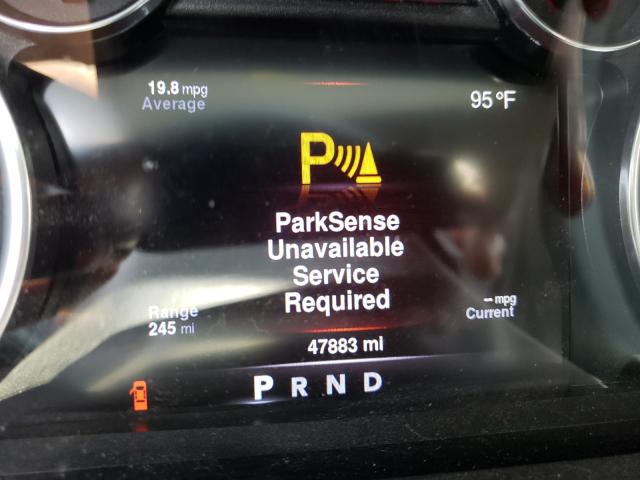 19.8 mpg
Average
95 °F
P
ParkSense
Unavailable
Service
Required
Range
245 mi
-- mpg
Current
47883 mi
P R N D